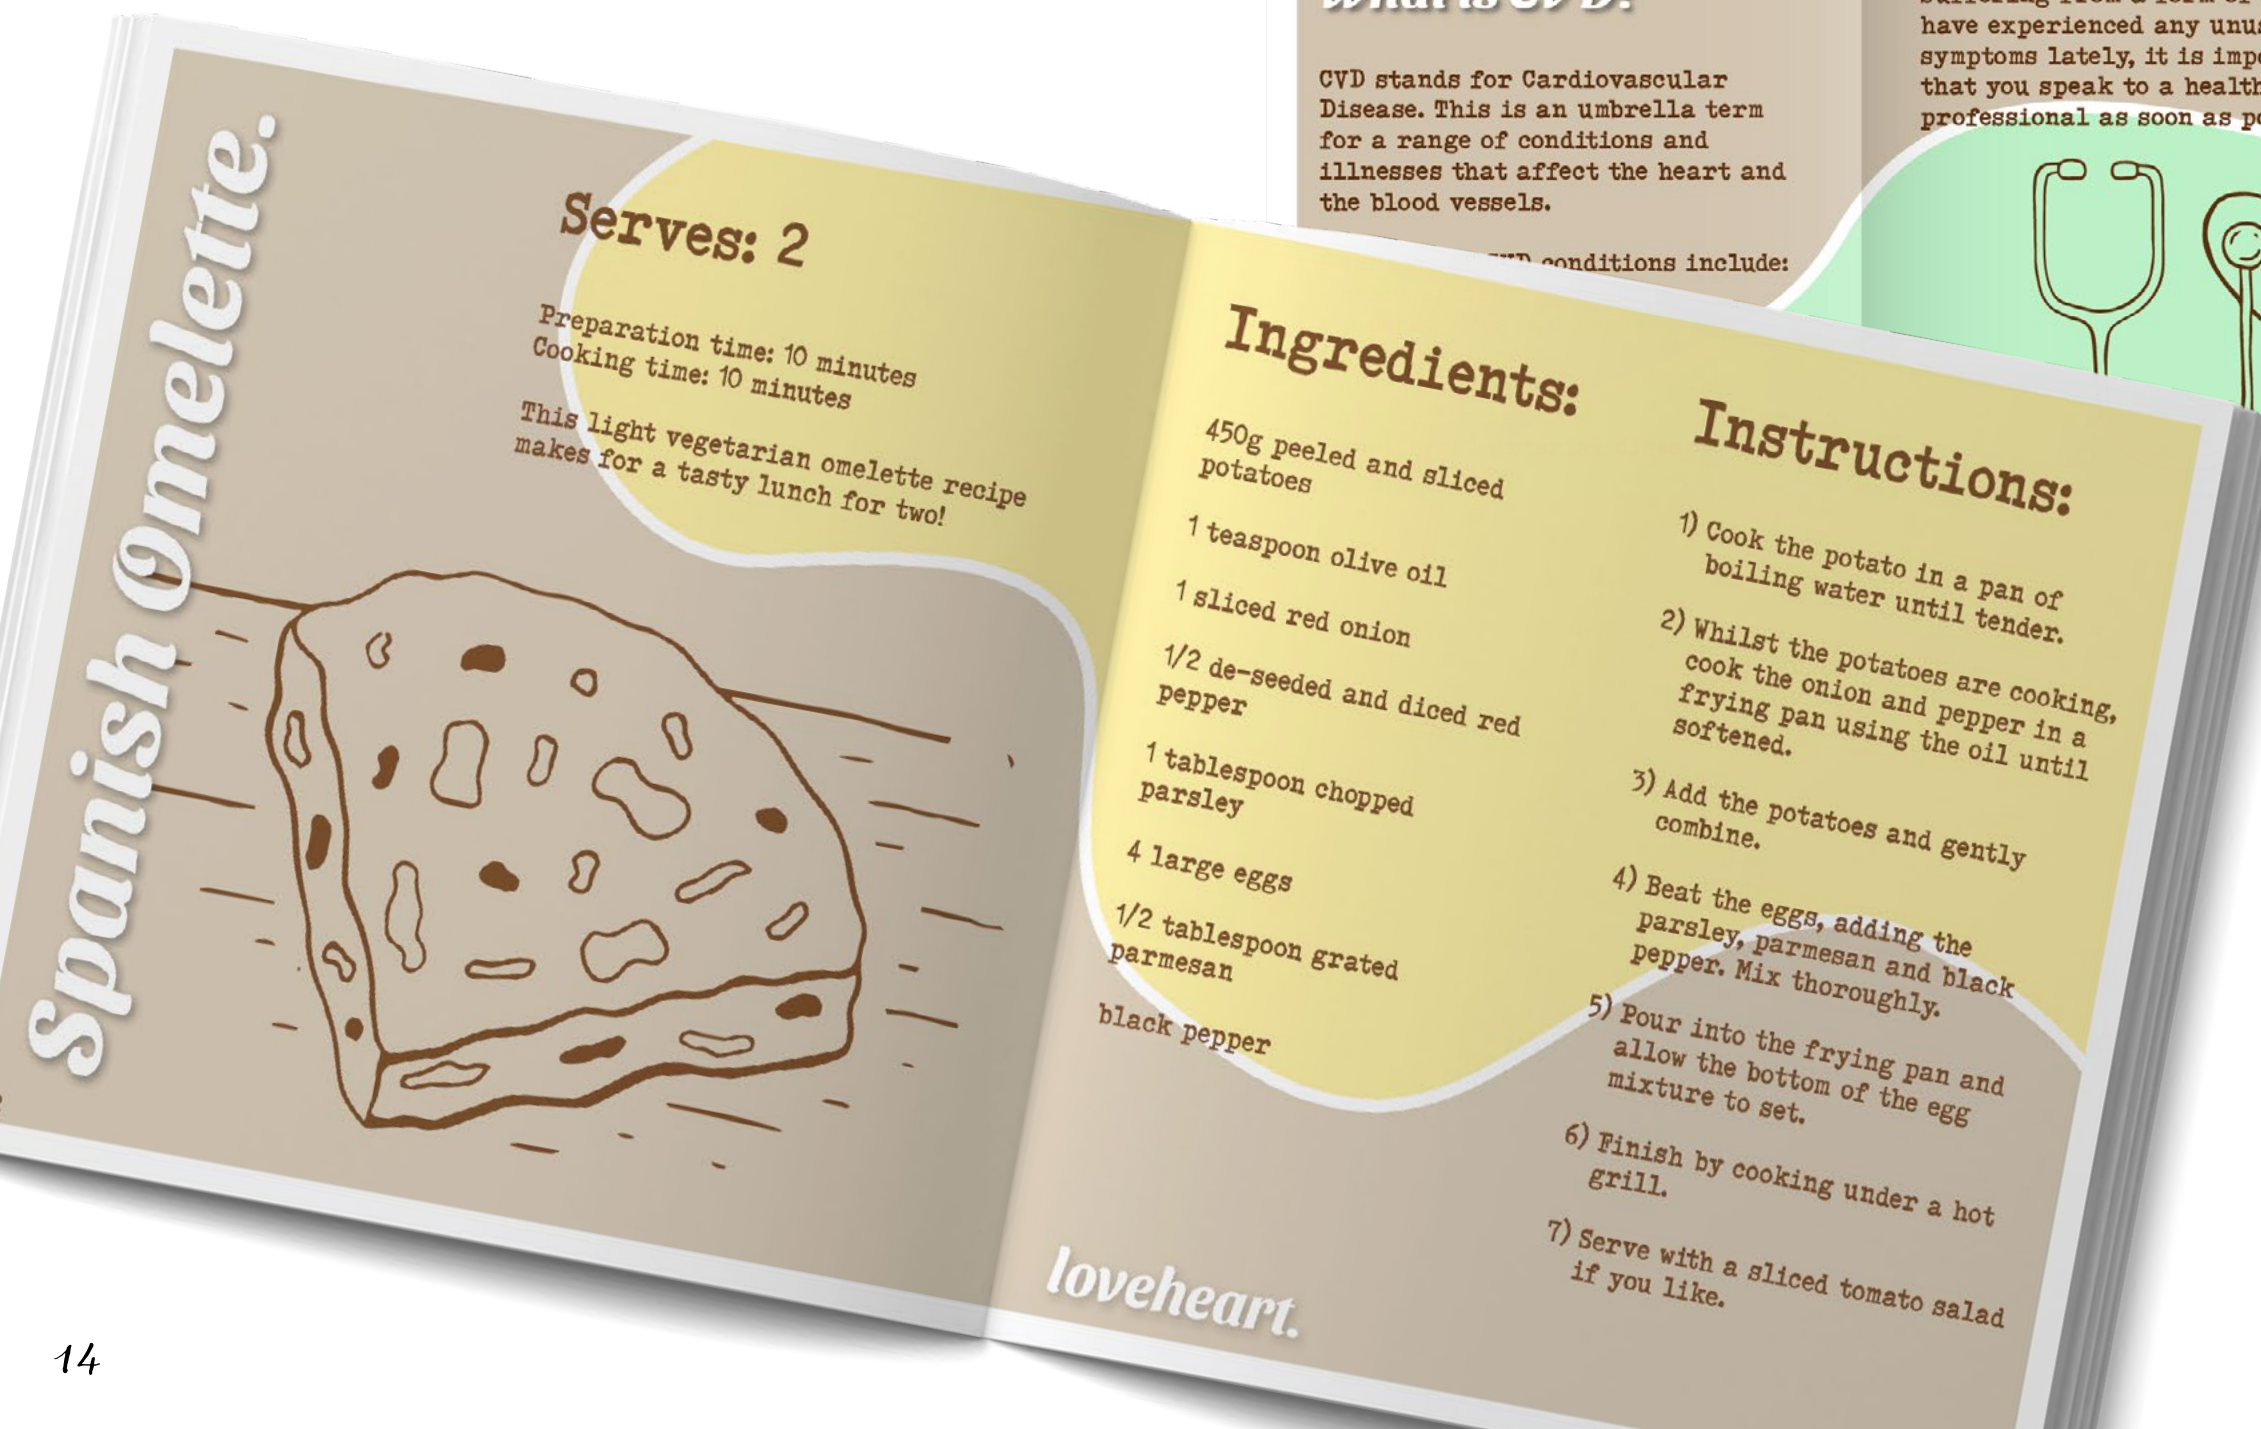 What is CVD?
CVD stands for Cardiovascular
Disease. This is an umbrella term
for a range of conditions and
illnesses that affect the heart and
the blood vessels.
conditions include:
have experienced any
symptoms lately, it is
that you speak to a
professional as soon as
Spanish Omelette.
Serves: 2
Preparation time: 10 minutes
Cooking time: 10 minutes
This light vegetarian omelette recipe
makes for a tasty lunch for two!
Ingredients:
450g peeled and sliced
potatoes
1 teaspoon olive oil
1 sliced red onion
1/2 de-seeded and diced red
pepper
1 tablespoon chopped
parsley
4 large eggs
1/2 tablespoon grated
parmesan
black pepper
loveheart.
Instructions:
1) Cook the potato in a pan of
boiling water until tender.
2) Whilst the potatoes are cooking,
cook the onion and pepper in a
frying pan using the oil until
softened.
3) Add the potatoes and gently
combine.
4) Beat the eggs, adding the
parsley, parmesan and black
pepper. Mix thoroughly.
5) Pour into the frying pan and
allow the bottom of the egg
mixture to set.
6) Finish by cooking under a hot
grill.
7) Serve with a sliced tomato salad
if you like.
14